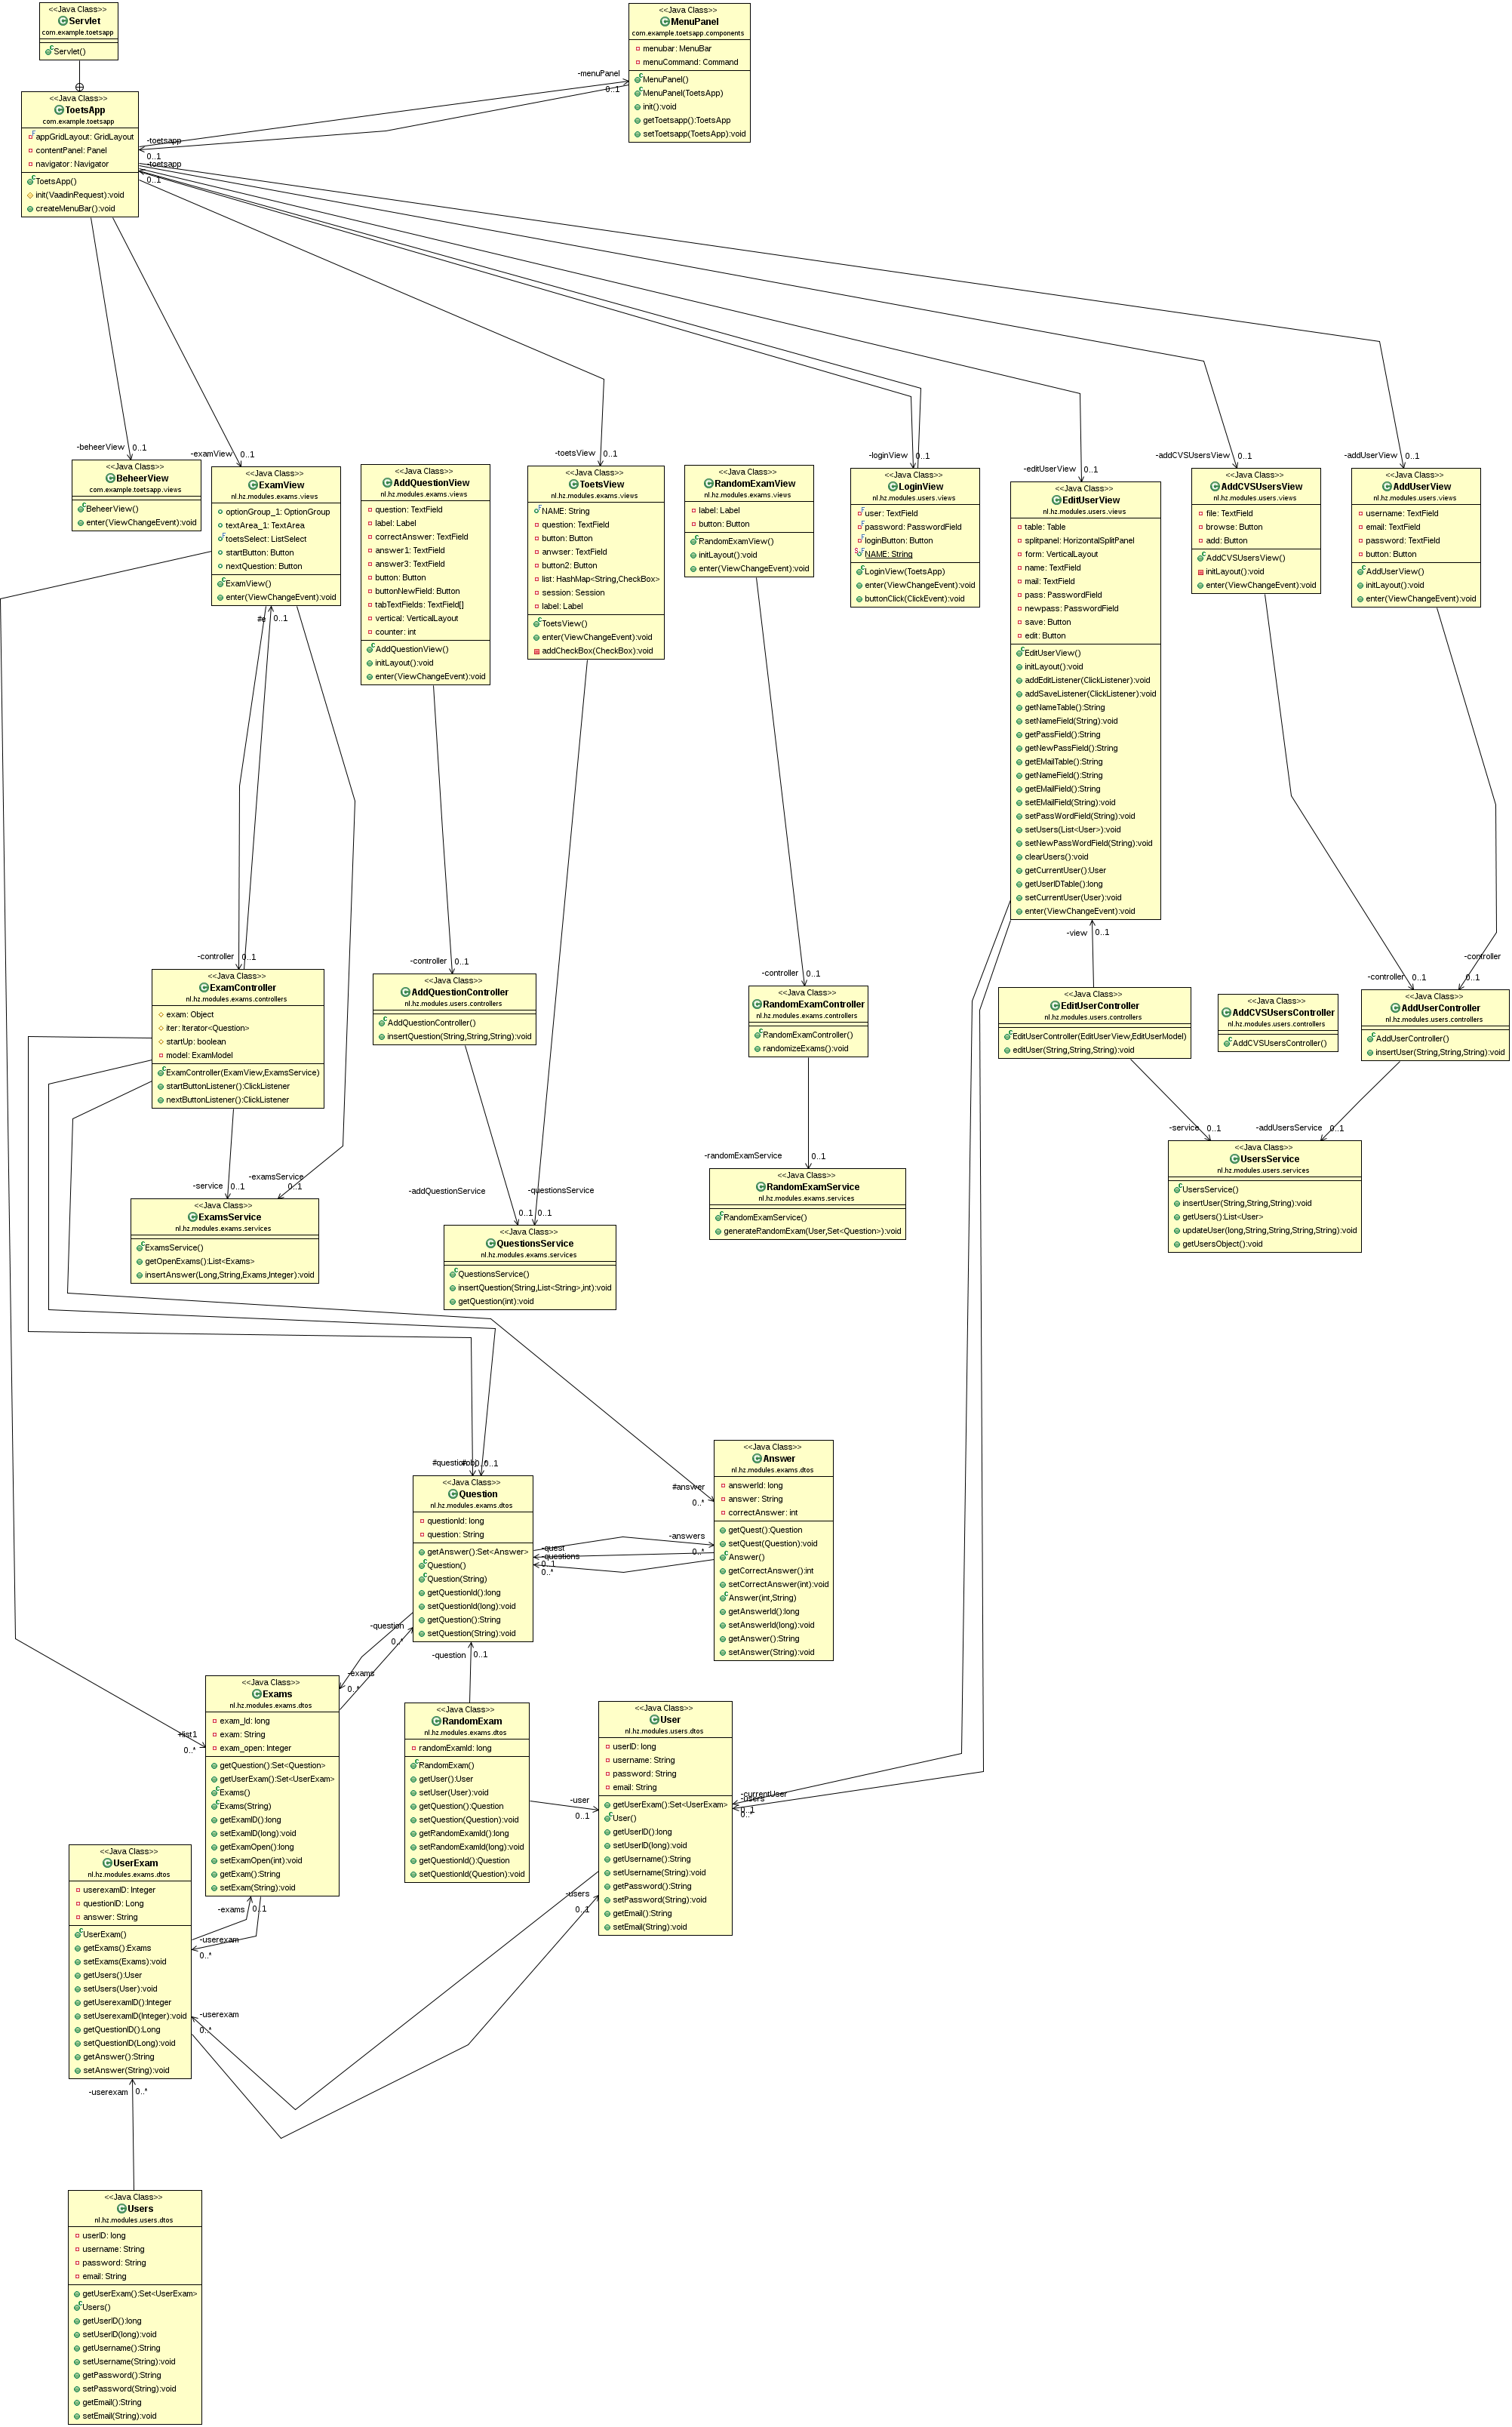 <<Java Class>>
Servlet
com.example.toetsapp
Servlet()
<<Java Class>>
MenuPanel
com.example.toetsapp.components
menubar: MenuBar
menuCommand: Command
MenuPanel()
MenuPanel(ToetsApp)
init():void
getToetsapp():ToetsApp
setToetsapp(ToetsApp):void
-menuPanel
0..1
<<Java Class>>
ToetsApp
com.example.toetsapp
appGridLayout: GridLayout
contentPanel: Panel
navigator: Navigator
ToetsApp()
init(VaadinRequest):void
createMenuBar():void
-toetsapp
0..1
-toetsapp
0..1
-beheerView 0..1
<<Java Class>>
BeheerView
com.example.toetsapp.views
BeheerView()
enter(ViewChangeEvent):void
-examView 0..1
<<Java Class>>
ExamView
nl.hz.modules.exams.views
optionGroup_1: OptionGroup
textArea_1: TextArea
toetsSelect: ListSelect
startButton: Button
nextQuestion: Button
ExamView()
enter(ViewChangeEvent):void
#e 0..1
<<Java Class>>
AddQuestionView
nl.hz.modules.exams.views
question: TextField
label: Label
correctAnswer: TextField
answer1: TextField
answer3: TextField
button: Button
buttonNewField: Button
tabTextFields: TextField[]
vertical: VerticalLayout
counter: int
AddQuestionView()
initLayout():void
enter(ViewChangeEvent):void
-toetsView 0..1
<<Java Class>>
ToetsView
nl.hz.modules.exams.views
NAME: String
question: TextField
button: Button
anwser: TextField
button2: Button
list: HashMap<String,CheckBox>
session: Session
label: Label
ToetsView()
enter(ViewChangeEvent):void
addCheckBox(CheckBox):void
<<Java Class>>
RandomExamView
nl.hz.modules.exams.views
label: Label
button: Button
RandomExamView()
initLayout():void
enter(ViewChangeEvent):void
-loginView 0..1
<<Java Class>>
LoginView
nl.hz.modules.users.views
user: TextField
password: PasswordField
loginButton: Button
NAME: String
LoginView(ToetsApp)
enter(ViewChangeEvent):void
buttonClick(ClickEvent):void
-editUserView 0..1
<<Java Class>>
EditUserView
nl.hz.modules.users.views
table: Table
splitpanel: HorizontalSplitPanel
form: VerticalLayout
name: TextField
mail: TextField
pass: PasswordField
newpass: PasswordField
save: Button
edit: Button
EditUserView()
initLayout():void
addEditListener(ClickListener):void
addSaveListener(ClickListener):void
getNameTable():String
setNameField(String):void
getPassField():String
getNewPassField():String
getEMailTable():String
getNameField():String
getEMailField():String
setEMailField(String):void
setPassWordField(String):void
setUsers(List<User>):void
setNewPassWordField(String):void
clearUsers():void
getCurrentUser():User
getUserIDTable():long
setCurrentUser(User):void
enter(ViewChangeEvent):void
-addCVSUsersView 0..1
<<Java Class>>
AddCVSUsersView
nl.hz.modules.users.views
file: TextField
browse: Button
add: Button
AddCVSUsersView()
initLayout():void
enter(ViewChangeEvent):void
-addUserView 0..1
<<Java Class>>
AddUserView
nl.hz.modules.users.views
username: TextField
email: TextField
password: TextField
button: Button
AddUserView()
initLayout():void
enter(ViewChangeEvent):void
-controller 0..1
<<Java Class>>
ExamController
nl.hz.modules.exams.controllers
exam: Object
iter: Iterator<Question>
startUp: boolean
model: ExamModel
ExamController(ExamView,ExamsService)
startButtonListener():ClickListener
nextButtonListener():ClickListener
-controller 0..1
<<Java Class>>
AddQuestionController
nl.hz.modules.users.controllers
AddQuestionController()
insertQuestion(String,String,String):void
-controller 0..1
<<Java Class>>
RandomExamController
nl.hz.modules.exams.controllers
RandomExamController()
randomizeExams():void
-view 0..1
<<Java Class>>
EditUserController
nl.hz.modules.users.controllers
EditUserController(EditUserView,EditUserModel)
editUser(String,String,String):void
<<Java Class>>
AddCVSUsersController
nl.hz.modules.users.controllers
AddCVSUsersController()
-controller 0..1
-controller
0..1
<<Java Class>>
AddUserController
nl.hz.modules.users.controllers
AddUserController()
insertUser(String,String,String):void
-service 0..1
-examsService
0..1
<<Java Class>>
ExamsService
nl.hz.modules.exams.services
ExamsService()
getOpenExams():List<Exams>
insertAnswer(Long,String,Exams,Integer):void
-addQuestionService
0..1
-questionsService
0..1
<<Java Class>>
QuestionsService
nl.hz.modules.exams.services
QuestionsService()
insertQuestion(String,List<String>,int):void
getQuestion(int):void
-randomExamService 0..1
<<Java Class>>
RandomExamService
nl.hz.modules.exams.services
RandomExamService()
generateRandomExam(User,Set<Question>):void
-service 0..1
-addUsersService 0..1
<<Java Class>>
UsersService
nl.hz.modules.users.services
UsersService()
insertUser(String,String,String):void
getUsers():List<User>
updateUser(long,String,String,String,String):void
getUsersObject():void
0..1
<<Java Class>>
Question
nl.hz.modules.exams.dtos
questionId: long
question: String
getAnswer():Set<Answer>
Question()
Question(String)
getQuestionId():long
setQuestionId(long):void
getQuestion():String
setQuestion(String):void
#answer
0..*
<<Java Class>>
Answer
nl.hz.modules.exams.dtos
answerId: long
answer: String
correctAnswer: int
getQuest():Question
setQuest(Question):void
Answer()
getCorrectAnswer():int
setCorrectAnswer(int):void
Answer(int,String)
getAnswerId():long
setAnswerId(long):void
getAnswer():String
setAnswer(String):void
-answers
0..*
-quest
-questions
0..1
0..*
-question
0..*
-exams
0..*
-question 0..1
0..*
<<Java Class>>
Exams
nl.hz.modules.exams.dtos
exam_Id: long
exam: String
exam_open: Integer
getQuestion():Set<Question>
getUserExam():Set<UserExam>
Exams()
Exams(String)
getExamID():long
setExamID(long):void
getExamOpen():long
setExamOpen(int):void
getExam():String
setExam(String):void
<<Java Class>>
RandomExam
nl.hz.modules.exams.dtos
randomExamId: long
RandomExam()
getUser():User
setUser(User):void
getQuestion():Question
setQuestion(Question):void
getRandomExamId():long
setRandomExamId(long):void
getQuestionId():Question
setQuestionId(Question):void
-user
0..1
<<Java Class>>
User
nl.hz.modules.users.dtos
userID: long
username: String
password: String
email: String
getUserExam():Set<UserExam>
User()
getUserID():long
setUserID(long):void
getUsername():String
setUsername(String):void
getPassword():String
setPassword(String):void
getEmail():String
setEmail(String):void
-currentUser
-users
-users
0..1
<<Java Class>>
UserExam
nl.hz.modules.exams.dtos
userexamID: Integer
questionID: Long
answer: String
UserExam()
getExams():Exams
setExams(Exams):void
getUsers():User
setUsers(User):void
getUserexamID():Integer
setUserexamID(Integer):void
getQuestionID():Long
setQuestionID(Long):void
getAnswer():String
setAnswer(String):void
-exams 0..1
-userexam
0..*
-userexam
0..*
-userexam 0..*
<<Java Class>>
Users
nl.hz.modules.users.dtos
userID: long
username: String
password: String
email: String
getUserExam():Set<UserExam>
Users()
getUserID():long
setUserID(long):void
getUsername():String
setUsername(String):void
getPassword():String
setPassword(String):void
getEmail():String
setEmail(String):void